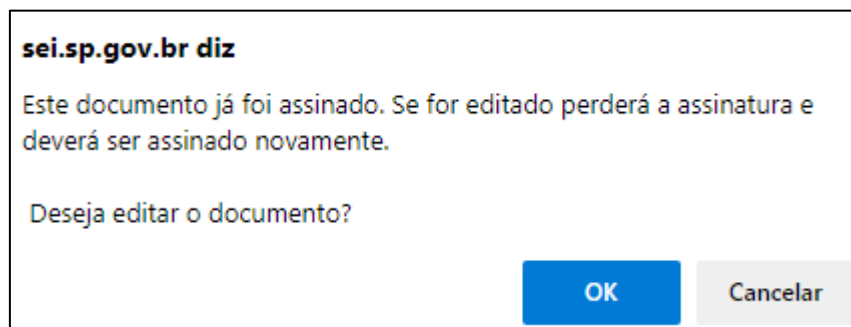 sei.sp.gov.br diz
Este documento já foi assinado. Se for editado perderá a assinatura e
deverá ser assinado novamente.
Deseja editar o documento?
OK
Cancelar